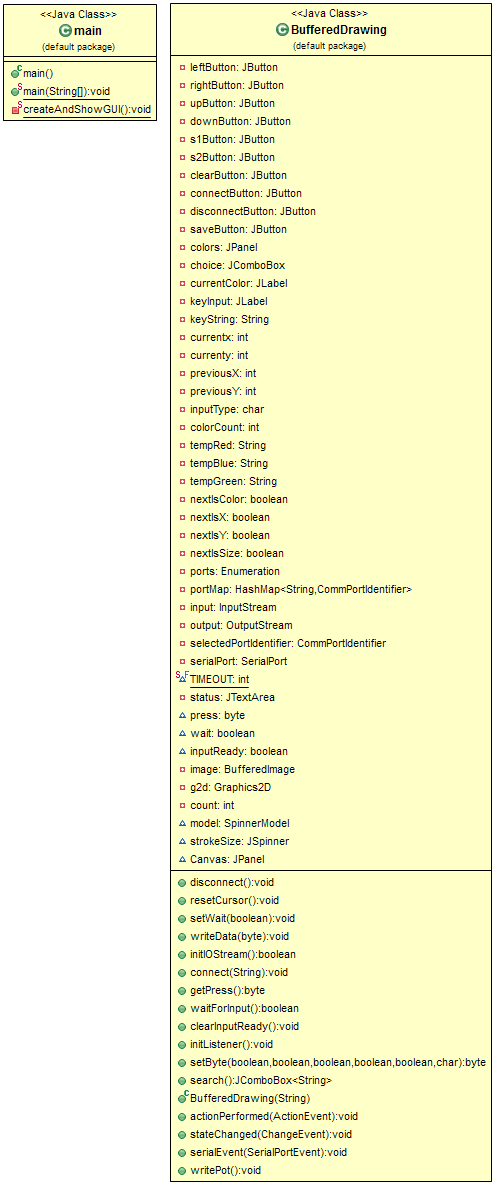 <<Java Class>>
main
(default package)
main()
main(String[]):void
createAndShowGUI():void
<<Java Class>>
BufferedDrawing
(default package)
leftButton: JButton
rightButton: JButton
upButton: JButton
downButton: JButton
s1Button: JButton
s2Button: JButton
clearButton: JButton
connectButton: JButton
disconnectButton: JButton
saveButton: JButton
colors: JPanel
choice: JComboBox
currentColor: JLabel
keyInput: JLabel
keyString: String
currentx: int
currenty: int
previousX: int
previousY: int
inputType: char
colorCount: int
tempRed: String
tempBlue: String
tempGreen: String
nextIsColor: boolean
nextIsX: boolean
nextIsY: boolean
nextIsSize: boolean
ports: Enumeration
portMap: HashMap<String,CommPortIdentifier>
input: InputStream
output: OutputStream
selectedPortIdentifier: CommPortIdentifier
serialPort: SerialPort
TIMEOUT: int
status: JTextArea
press: byte
wait: boolean
inputReady: boolean
image: BufferedImage
g2d: Graphics2D
count: int
model: SpinnerModel
strokeSize: JSpinner
Canvas: JPanel
disconnect():void
resetCursor():void
setWait(boolean):void
writeData(byte):void
initIOStream():boolean
connect(String):void
getPress():byte
waitForInput():boolean
clearInputReady():void
initListener():void
setByte(boolean,boolean,boolean,boolean,boolean,char):byte
search():JComboBox<String>
BufferedDrawing(String)
actionPerformed(ActionEvent):void
stateChanged(ChangeEvent):void
serialEvent(SerialPortEvent):void
writePot():void